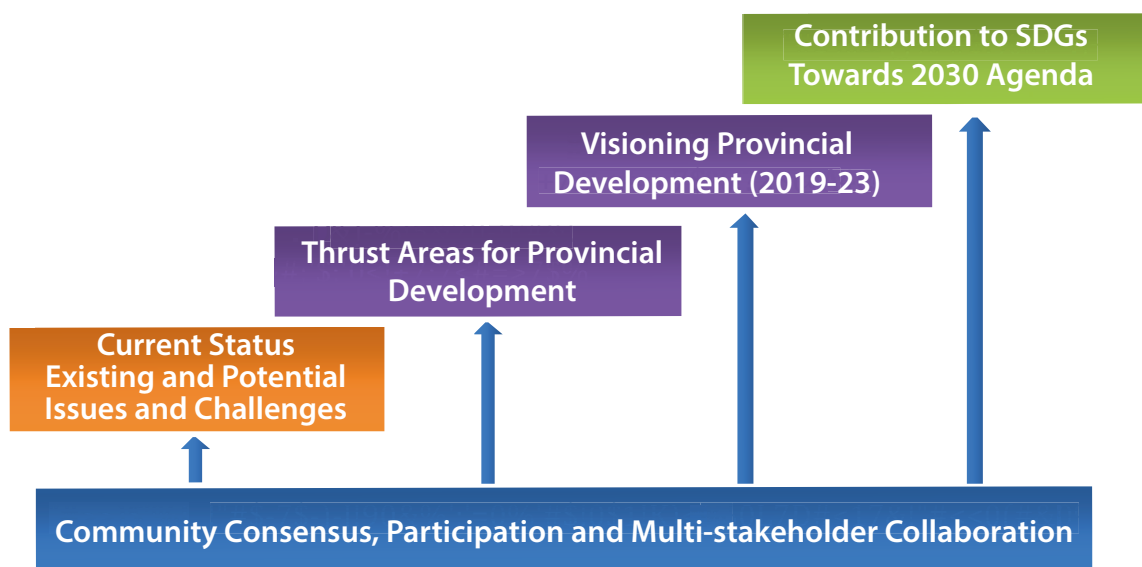 Contribution to SDGs
Towards 2030 Agenda
Visioning Provincial
Development (2019-23)
Thrust Areas for Provincial
Development
Current Status
Existing and Potential
Issues and Challenges
Community Consensus, Participation and Multi-stakeholder Collaboration